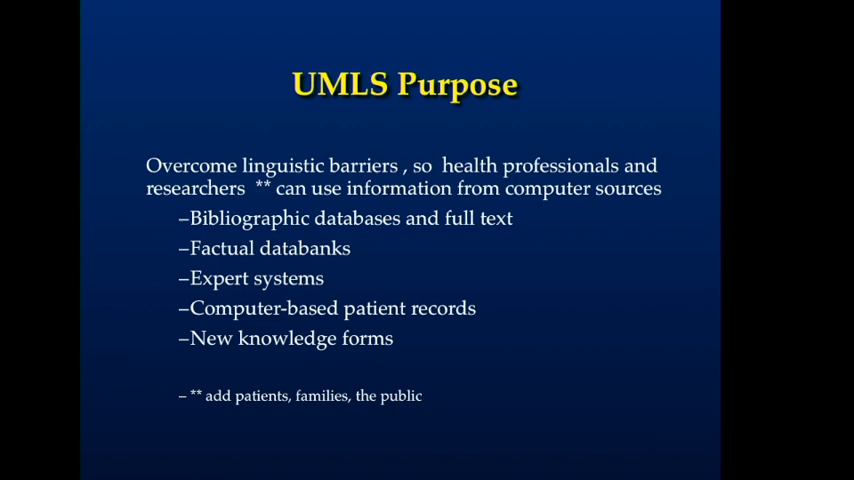 UMLS Purpose
Overcome linguistic barriers , so health professionals and
researchers ** can use information from computer sources
–Bibliographic databases and full text
–Factual databanks
–Expert systems
–Computer-based patient records
–New knowledge forms
– ** add patients, families, the public